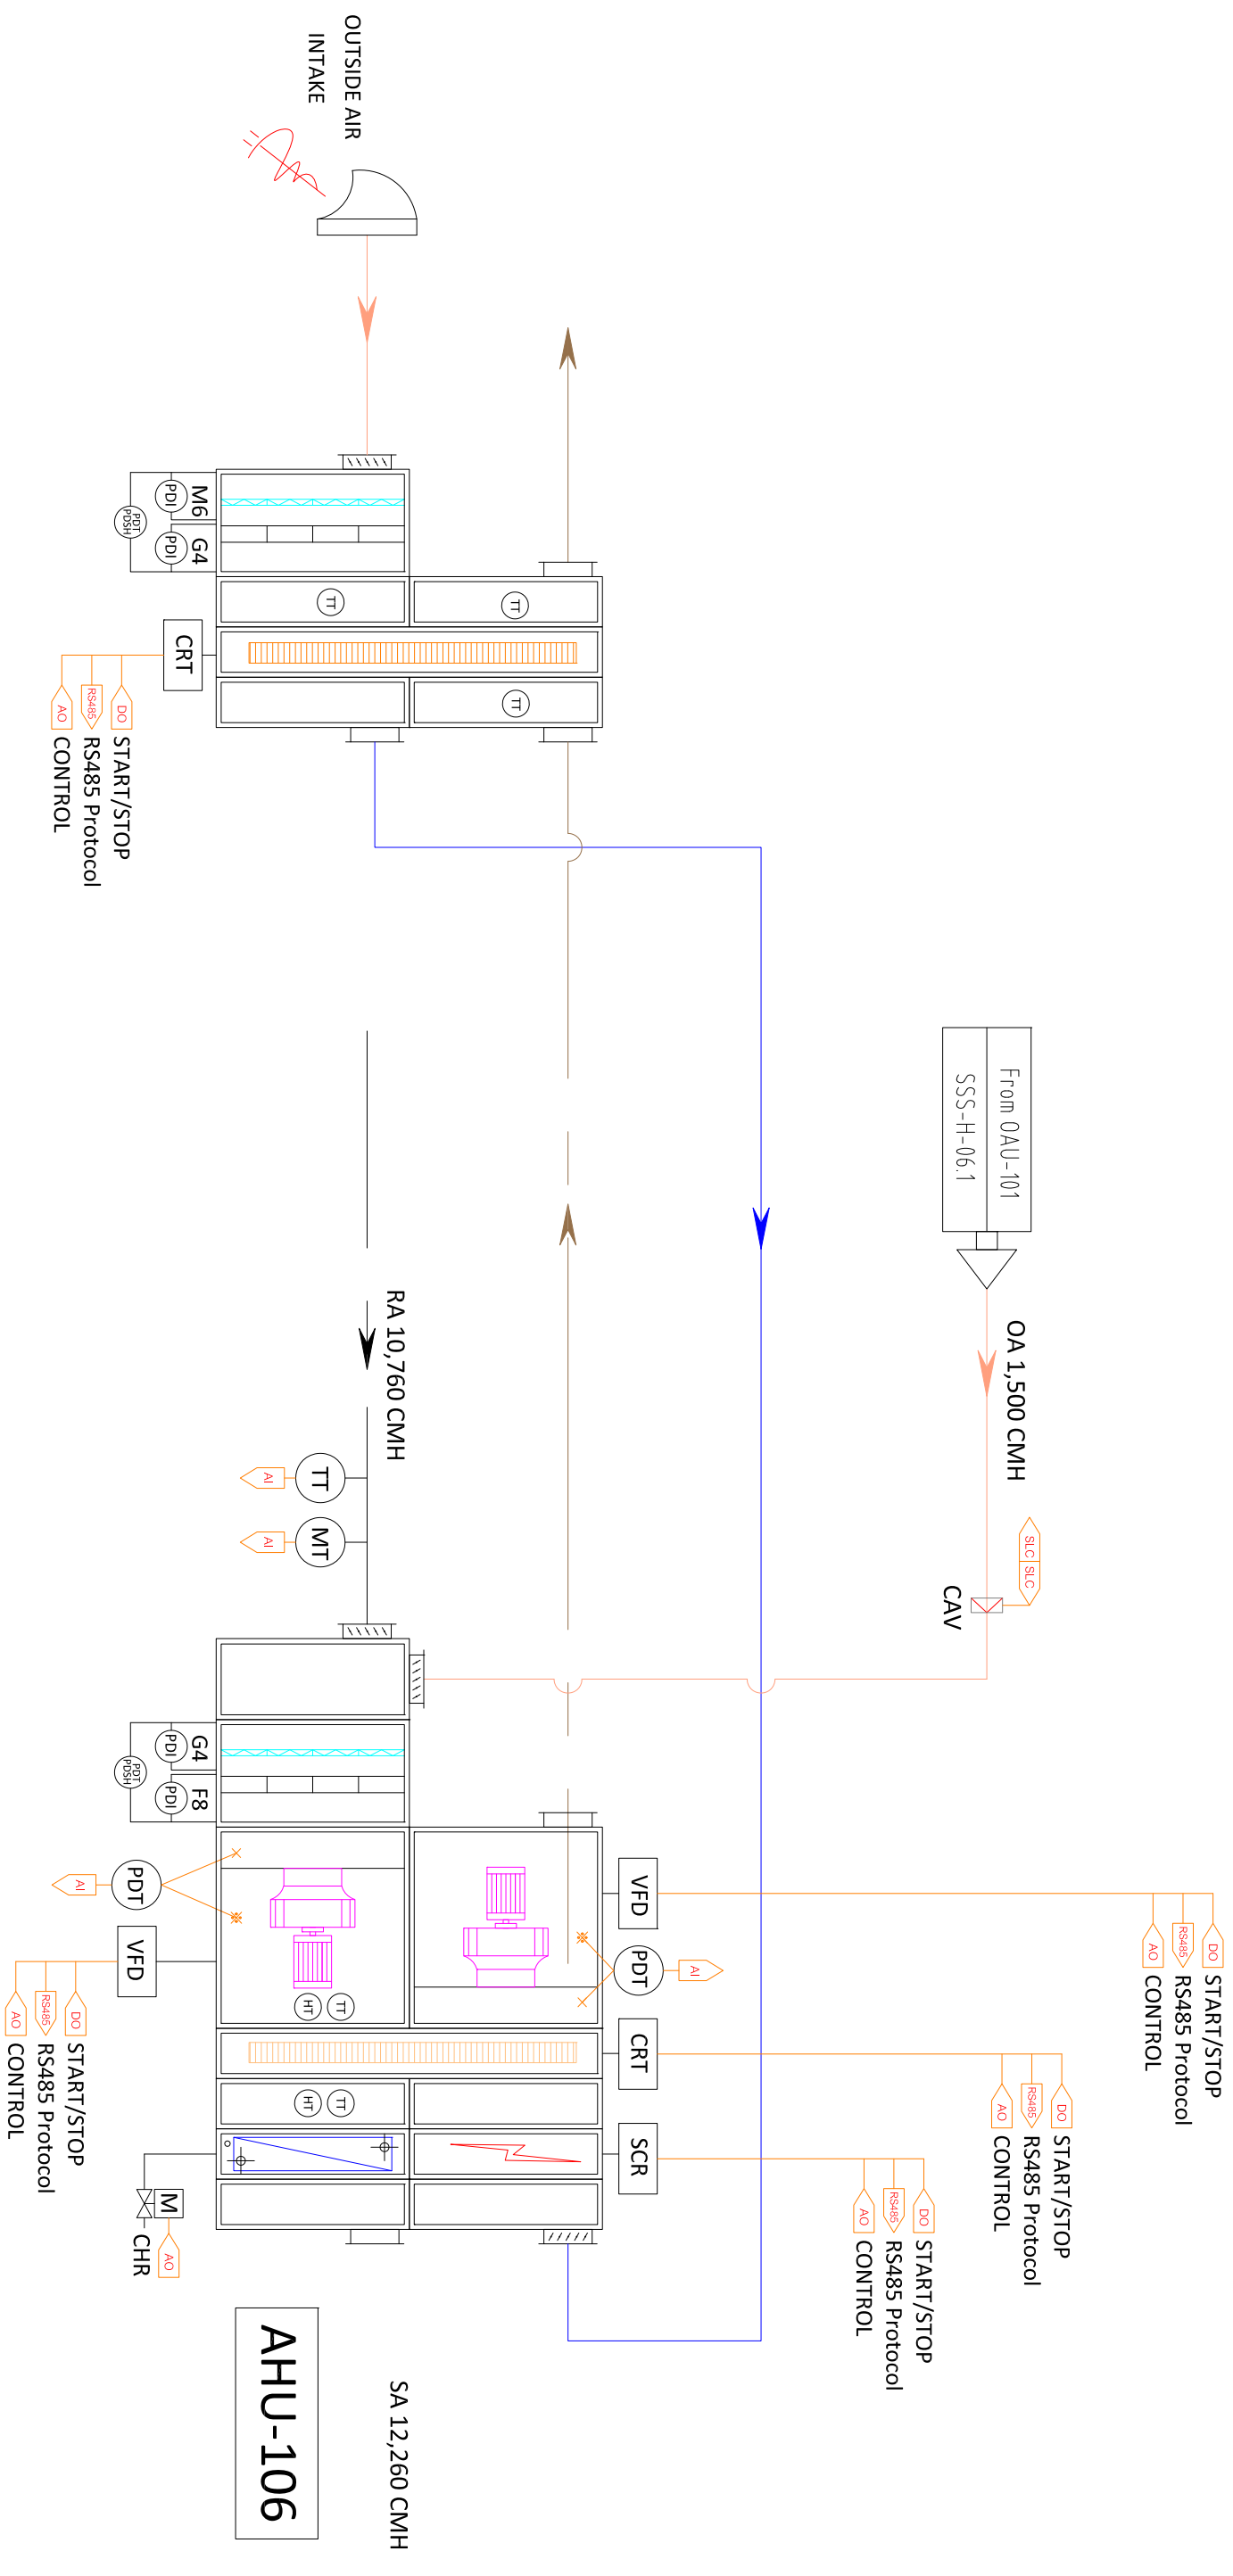 OUTSIDE AIR
INTAKE
M6
G4
PDI
PDI
PDT
PDSH
TT
TT
TT
CRT
DO START/STOP
RS485 RS485 Protocol
AO CONTROL
From OAU-101
SSS-H-06.1
OA 1,500 CMH
SLC SLC
CAV
RA 10,760 CMH
TT
AI
MT
AI
G4
F8
PDI
PDI
PDT
PDSH
VFD
DO START/STOP
RS485 RS485 Protocol
AO CONTROL
PDT
AI
PDT
AI
VFD
DO START/STOP
RS485 RS485 Protocol
AO CONTROL
TT
HT
CRT
DO START/STOP
RS485 RS485 Protocol
AO CONTROL
TT
HT
SCR
DO START/STOP
RS485 RS485 Protocol
AO CONTROL
M
AO
CHR
SA 12,260 CMH
AHU-106